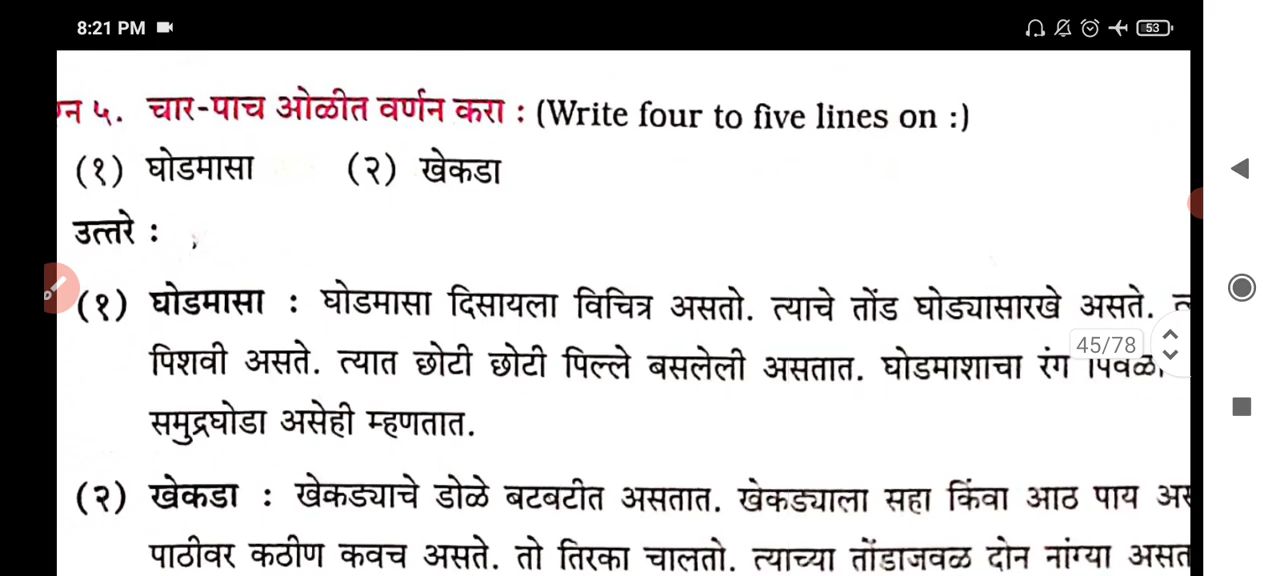 8:21 PM
53
न ५. चार-पाच ओळीत वर्णन करा : (Write four to five lines on :)
(१) घोडमासा (२) खेकडा
उत्तरे :
(१) घोडमासा : घोडमासा दिसायला विचित्र असतो. त्याचे तोंड घोड्यासारखे असते.
45/78
पिशवी असते. त्यात छोटी छोटी पिल्ले बसलेली असतात. घोडमाशाचा रंग
समुद्रघोडा असेही म्हणतात.
(२) खेकडा : खेकड्याचे डोळे बटबटीत असतात. खेकड्याला सहा किंवा आठ पाय
पाठीवर कठीण कवच असते. तो तिरका चालतो. त्याच्या तोंडाजवळ दोन नांग्या असत